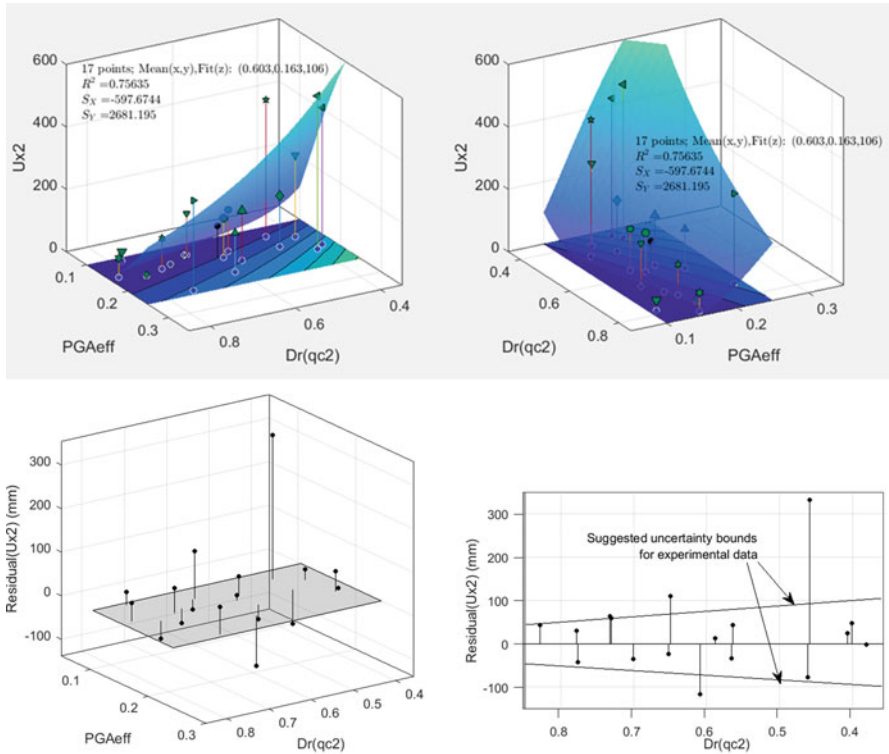 600
400
200
0
Ux2
17 points; Mean(x,y),Fit(z): (0.603,0.163,106)
R² =0.75635
S_X =-597.6744
S_Y =2681.195
0.1
0.2
0.3
PGAeff
0.8
0.6
0.4
Dr(qc2)
600
400
200
0
17 points; Mean(x,y),Fit(z): (0.603,0.163,106)
R² =0.75635
S_X =-597.6744
S_Y =2681.195
0.4
0.6
0.8
Dr(qc2)
0.1
0.2
0.3
PGAeff
300
200
100
0
-100
Residual(Ux2) (mm)
0.1
0.2
0.3
PGAeff
0.8
0.7
0.6
0.5
0.4
Dr(qc2)
300
200
100
0
-100
Residual(Ux2) (mm)
Suggested uncertainty bounds
for experimental data
0.8
0.7
0.6
0.5
0.4
Dr(qc2)